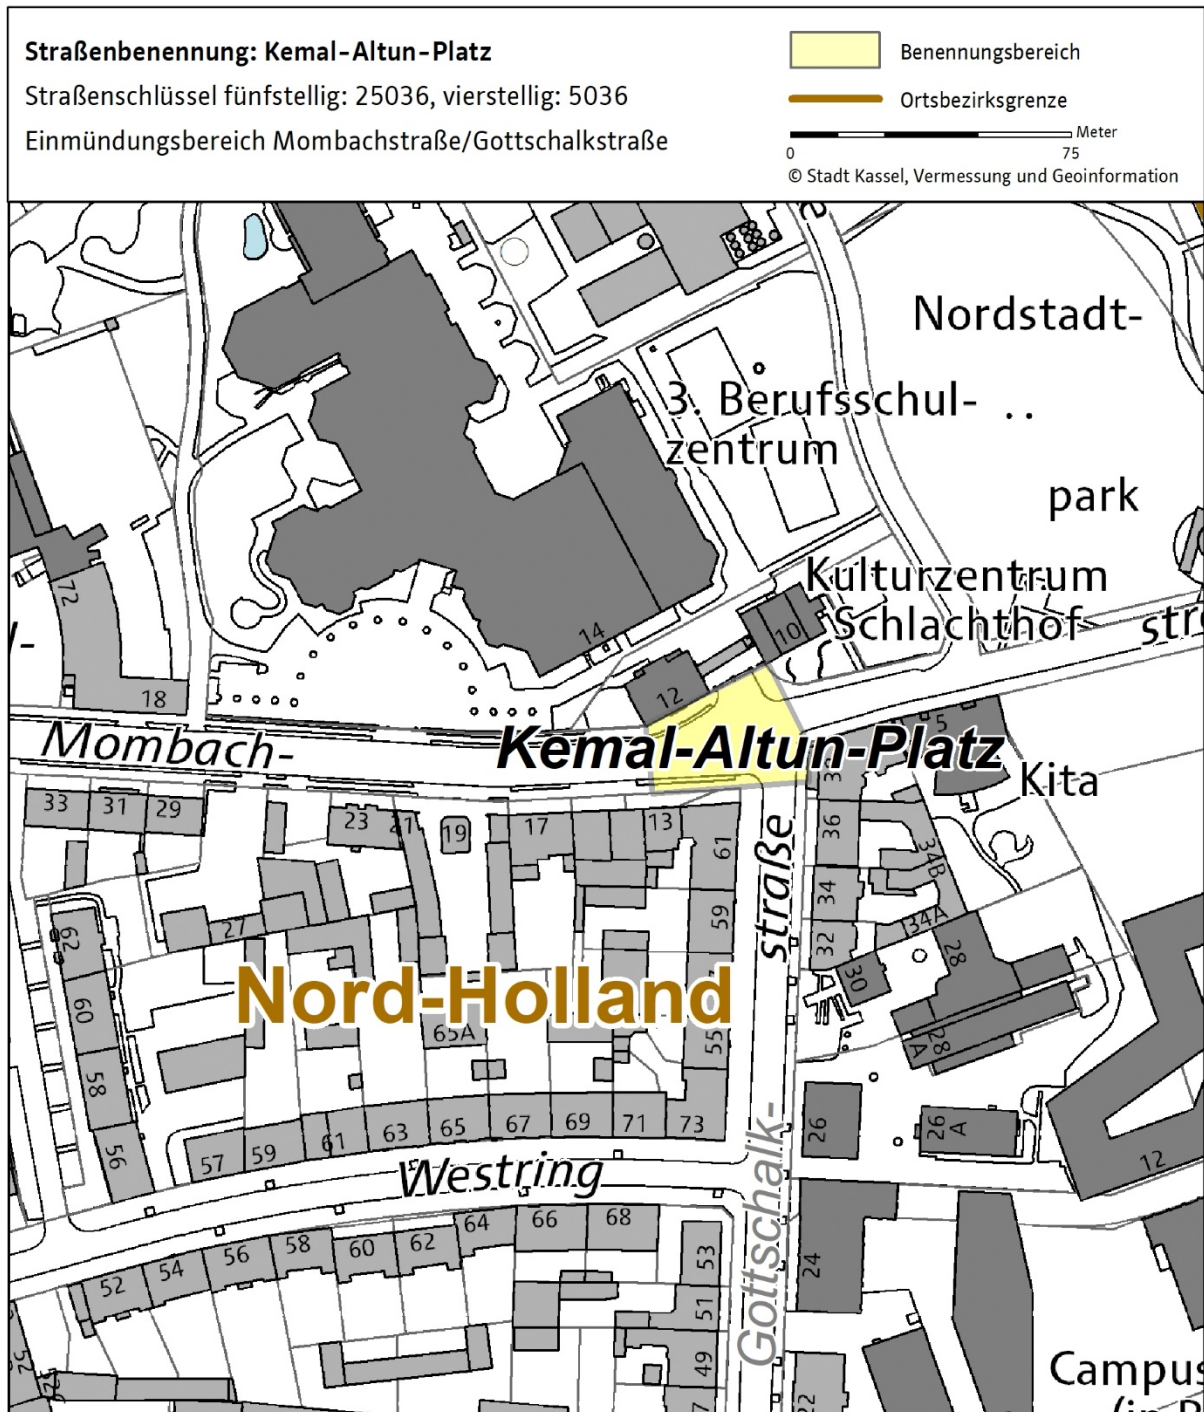 Straßenbenennung: Kemal-Altun-Platz
Straßenschlüssel fünfstellig: 25036, vierstellig: 5036
Einmündungsbereich Mombachstraße/Gottschalkstraße
Benennungsbereich
Ortsbezirksgrenze
Meter
0 75
© Stadt Kassel, Vermessung und Geoinformation
Nordstadt-
3. Berufsschul-
zentrum
park
Kulturzentrum
Schlachthof
72
14
10
12
18
Mombach-
Kemal-Altun-Platz
5
Kita
33 31 29 23 21 19 17 13 61
36
34B
34
59
32
34A
62
27
28
30
Nord-Holland
straße
60
65A
55
28
A
58
26
26
A
56
57 59 61 63 65 67 69 71 73
12
Westring
64 66 68
52 54 56 58 60 62
53
24
Gottschalk-
51
49
52
22
Campus